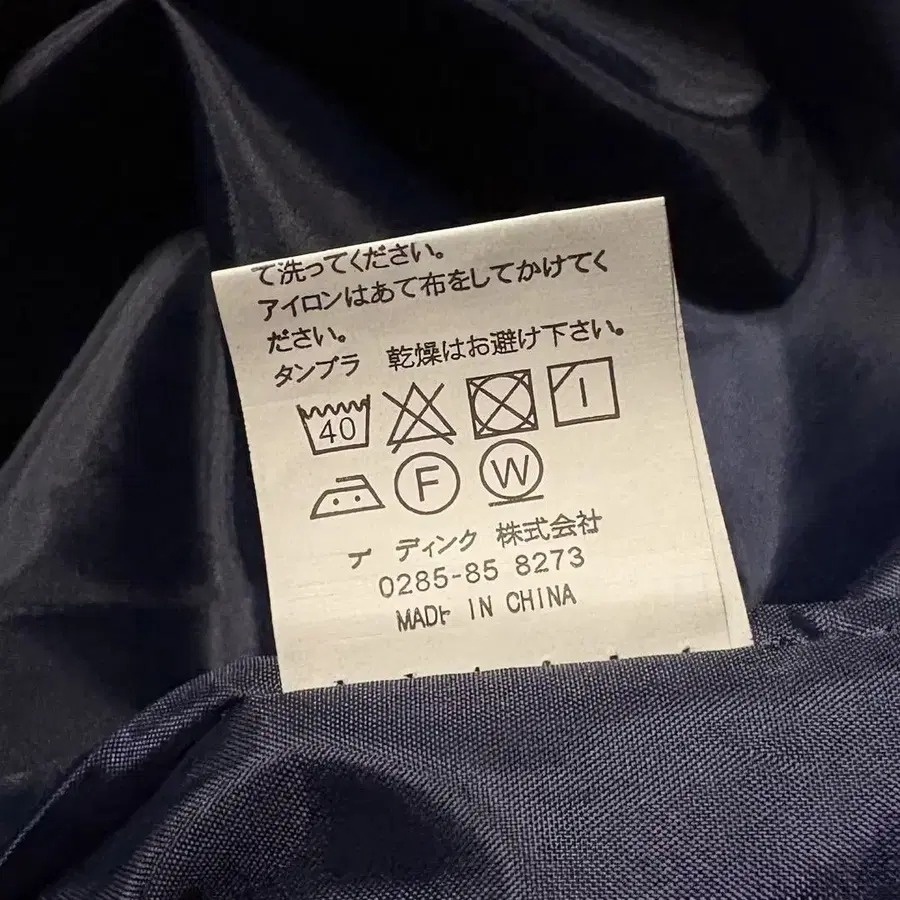 て洗ってください。
アイロンはあて布をしてかけてく
ださい。
タンブラ 乾燥はお避け下さい。
40
F W
ディンク 株式会社
0285-85 8273
MADE IN CHINA